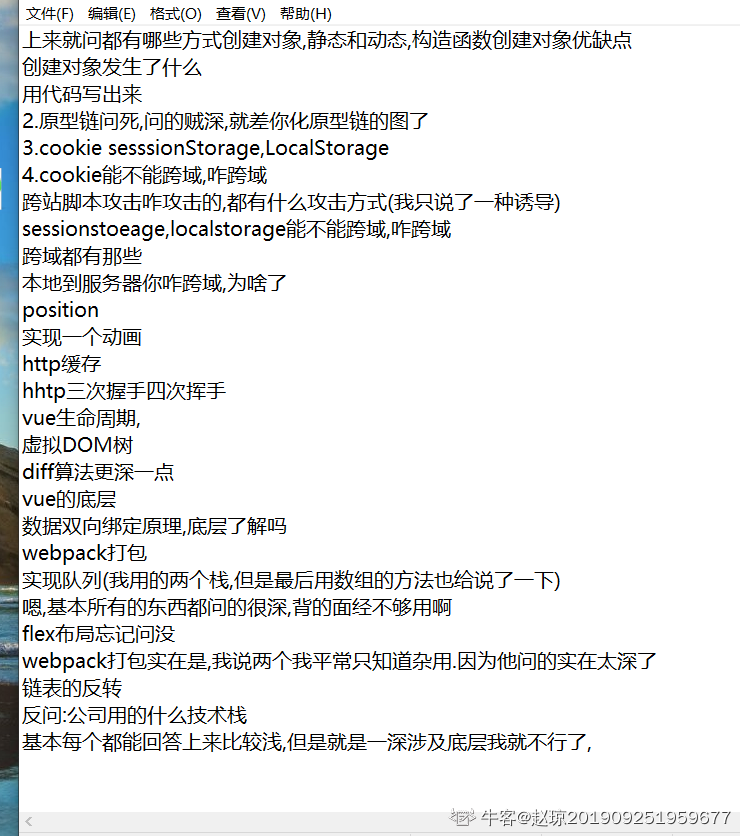 文件(F) 编辑(E) 格式(O) 查看(V) 帮助(H)
上来就问都有哪些方式创建对象,静态和动态,构造函数创建对象优缺点
创建对象发生了什么
用代码写出来
2.原型链问死,问的贼深,就差你化原型链的图了
3.cookie sesssionStorage,LocalStorage
4.cookie能不能跨域,咋跨域
跨站脚本攻击咋攻击的,都有什么攻击方式(我只说了一种诱导)
sessionstoeage,localstorage能不能跨域,咋跨域
跨域都有那些
本地到服务器你咋跨域,为啥了
position
实现一个动画
http缓存
hhtp三次握手四次挥手
vue生命周期,
虚拟DOM树
diff算法更深一点
vue的底层
数据双向绑定原理,底层了解吗
webpack打包
实现队列(我用的两个栈,但是最后用数组的方法也给说了一下)
嗯,基本所有的东西都问的很深,背的面经不够用啊
flex布局忘记问没
webpack打包实在是,我说两个我平常只知道杂用.因为他问的实在太深了
链表的反转
反问:公司用的什么技术栈
基本每个都能回答上来比较浅,但是就是一深涉及底层我就不行了,
牛客@赵琼201909251959677